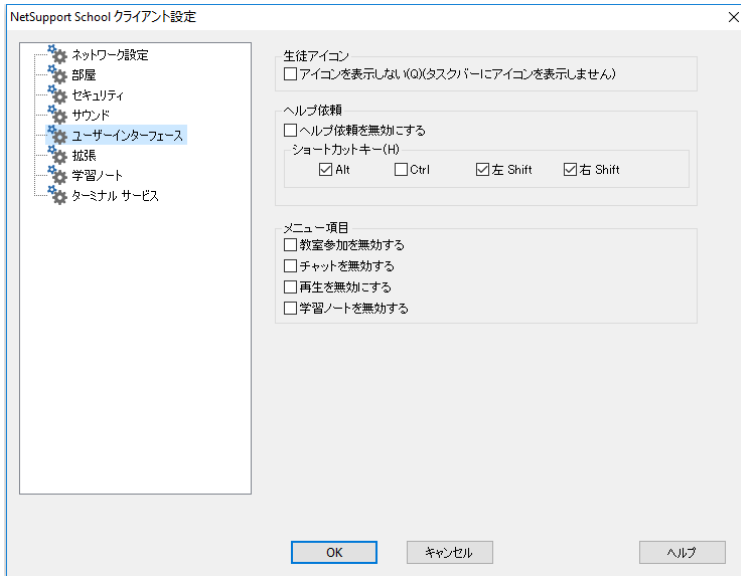 NetSupport School クライアント設定
ネットワーク設定
部屋
セキュリティ
サウンド
ユーザーインターフェース
拡張
学習ノート
ターミナル サービス
生徒アイコン
アイコンを表示しない(Q)(タスクバーにアイコンを表示しません)
ヘルプ依頼
ヘルプ依頼を無効にする
ショートカットキー(H)
Alt Ctrl 左 Shift 右 Shift
メニュー項目
教室参加を無効する
チャットを無効する
再生を無効にする
学習ノートを無効する
OK キャンセル ヘルプ